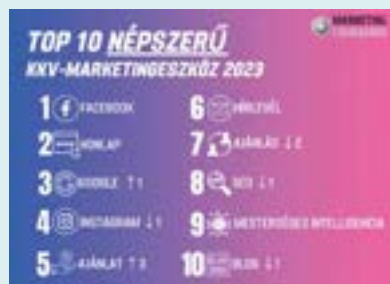 MARKETING
TOP 10 NÉPSZERŰ
KKV-MARKETINGESZKÖZ 2023
1 FACEBOOK
2 HONLAP
3 GOOGLE ↑1
4 INSTAGRAM ↓1
5 AJÁNLAT ↑3
6 HÍRLEVÉL
7 AJÁNLÁS ↓2
8 SEO ↓1
9 MESTERSÉGES INTELLIGENCIA
10 BLOG ↓1